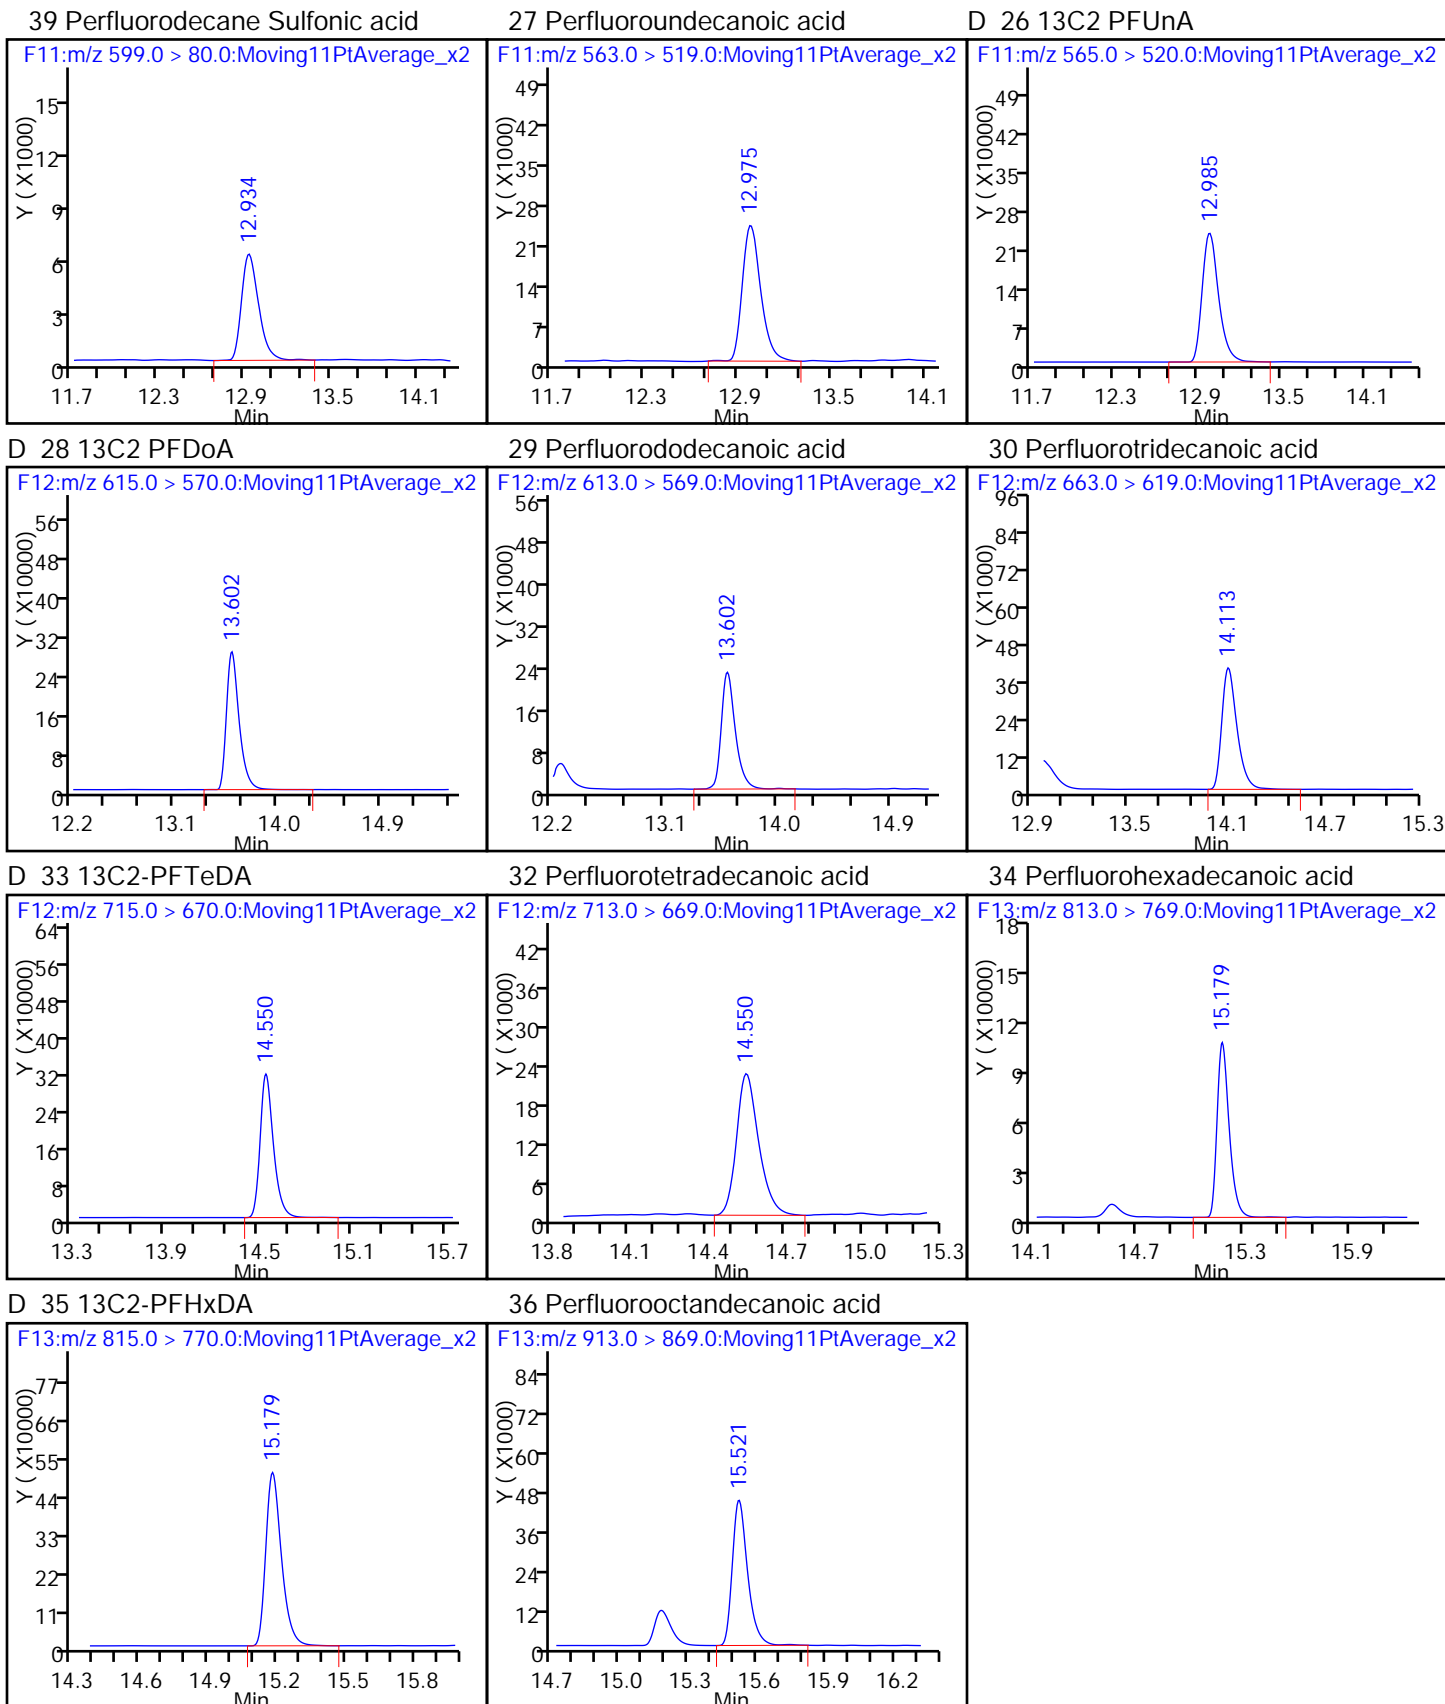 39 Perfluorodecane Sulfonic acid
F11:m/z 599.0 > 80.0:Moving11PtAverage_x2
Y ( X10000)
15
12
9
6
3
0
12.934
11.7 12.3 12.9 13.5 14.1
Min
27 Perfluoroundecanoic acid
F11:m/z 563.0 > 519.0:Moving11PtAverage_x2
Y ( X1000)
49
42
35
28
21
14
7
0
12.975
11.7 12.3 12.9 13.5 14.1
Min
D 26 13C2 PFUnA
F11:m/z 565.0 > 520.0:Moving11PtAverage_x2
Y ( X10000)
49
42
35
28
21
14
7
0
12.985
11.7 12.3 12.9 13.5 14.1
Min
D 28 13C2 PFDoA
F12:m/z 615.0 > 570.0:Moving11PtAverage_x2
Y ( X10000)
56
48
40
32
24
16
8
0
13.602
12.2 13.1 14.0 14.9
Min
29 Perfluorododecanoic acid
F12:m/z 613.0 > 569.0:Moving11PtAverage_x2
Y ( X1000)
56
48
40
32
24
16
8
0
13.602
12.2 13.1 14.0 14.9
Min
30 Perfluorotridecanoic acid
F12:m/z 663.0 > 619.0:Moving11PtAverage_x2
Y ( X1000)
96
84
72
60
48
36
24
12
0
14.113
12.9 13.5 14.1 14.7 15.3
Min
D 33 13C2-PFTeDA
F12:m/z 715.0 > 670.0:Moving11PtAverage_x2
Y ( X10000)
64
56
48
40
32
24
16
8
0
14.550
13.3 13.9 14.5 15.1 15.7
Min
32 Perfluorotetradecanoic acid
F12:m/z 713.0 > 669.0:Moving11PtAverage_x2
Y ( X1000)
42
36
30
24
18
12
6
0
14.550
13.8 14.1 14.4 14.7 15.0 15.3
Min
34 Perfluorohexadecanoic acid
F13:m/z 813.0 > 769.0:Moving11PtAverage_x2
Y ( X10000)
18
15
12
9
6
3
0
15.179
14.1 14.7 15.3 15.9
Min
D 35 13C2-PFHxDA
F13:m/z 815.0 > 770.0:Moving11PtAverage_x2
Y ( X10000)
77
66
55
44
33
22
11
0
15.179
14.3 14.6 14.9 15.2 15.5 15.8
Min
36 Perfluorooctandecanoic acid
F13:m/z 913.0 > 869.0:Moving11PtAverage_x2
Y ( X1000)
84
72
60
48
36
24
12
0
15.521
14.7 15.0 15.3 15.6 15.9 16.2
Min